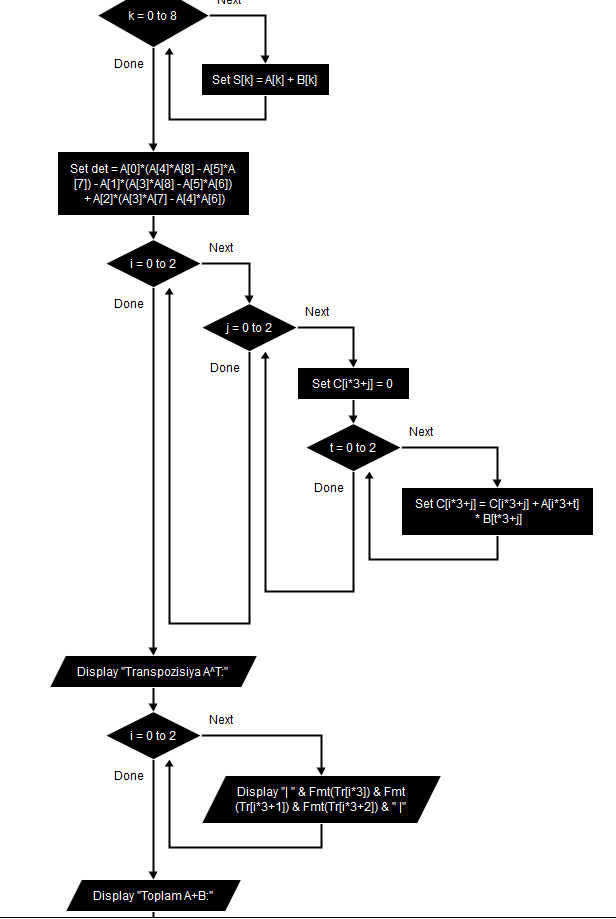 Next
k = 0 to 8
Done
Set S[k] = A[k] + B[k]
Set det = A[0]*(A[4]*A[8] - A[5]*A
[7]) - A[1]*(A[3]*A[8] - A[5]*A[6])
+ A[2]*(A[3]*A[7] - A[4]*A[6])
Next
i = 0 to 2
Done
Next
j = 0 to 2
Done
Set C[i*3+j] = 0
Next
t = 0 to 2
Done
Set C[i*3+j] = C[i*3+j] + A[i*3+t]
* B[t*3+j]
Display "Transpozisiya A^T:"
Next
i = 0 to 2
Done
Display "| " & Fmt(Tr[i*3]) & Fmt
(Tr[i*3+1]) & Fmt(Tr[i*3+2]) & " |"
Display "Toplam A+B:"